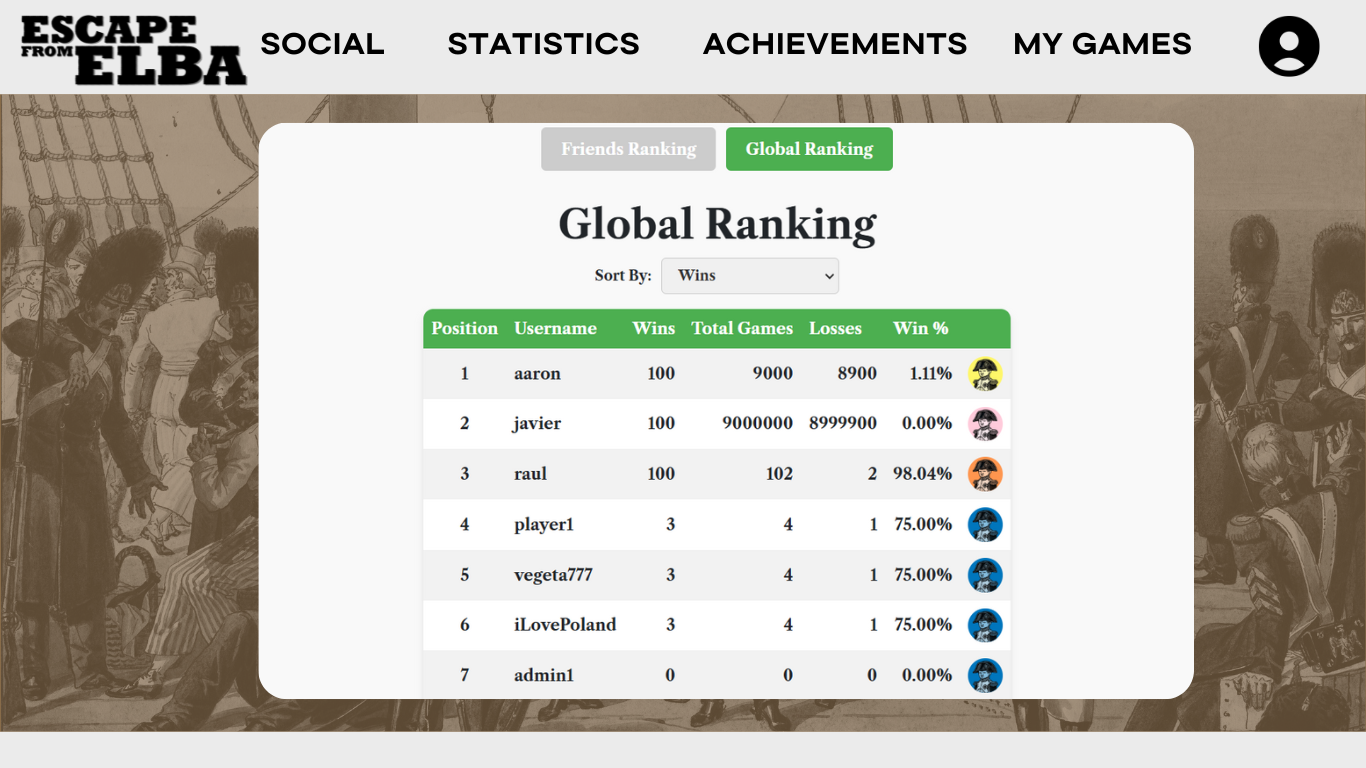 ESCAPE FROM ELBA
SOCIAL STATISTICS ACHIEVEMENTS MY GAMES
Friends Ranking Global Ranking
Global Ranking
Sort By: Wins
Position Username Wins Total Games Losses Win %
1 aaron 100 9000 8900 1.11%
2 javier 100 9000000 8999900 0.00%
3 raul 100 102 2 98.04%
4 player1 3 4 1 75.00%
5 vegeta777 3 4 1 75.00%
6 iLovePoland 3 4 1 75.00%
7 admin1 0 0 0 0.00%